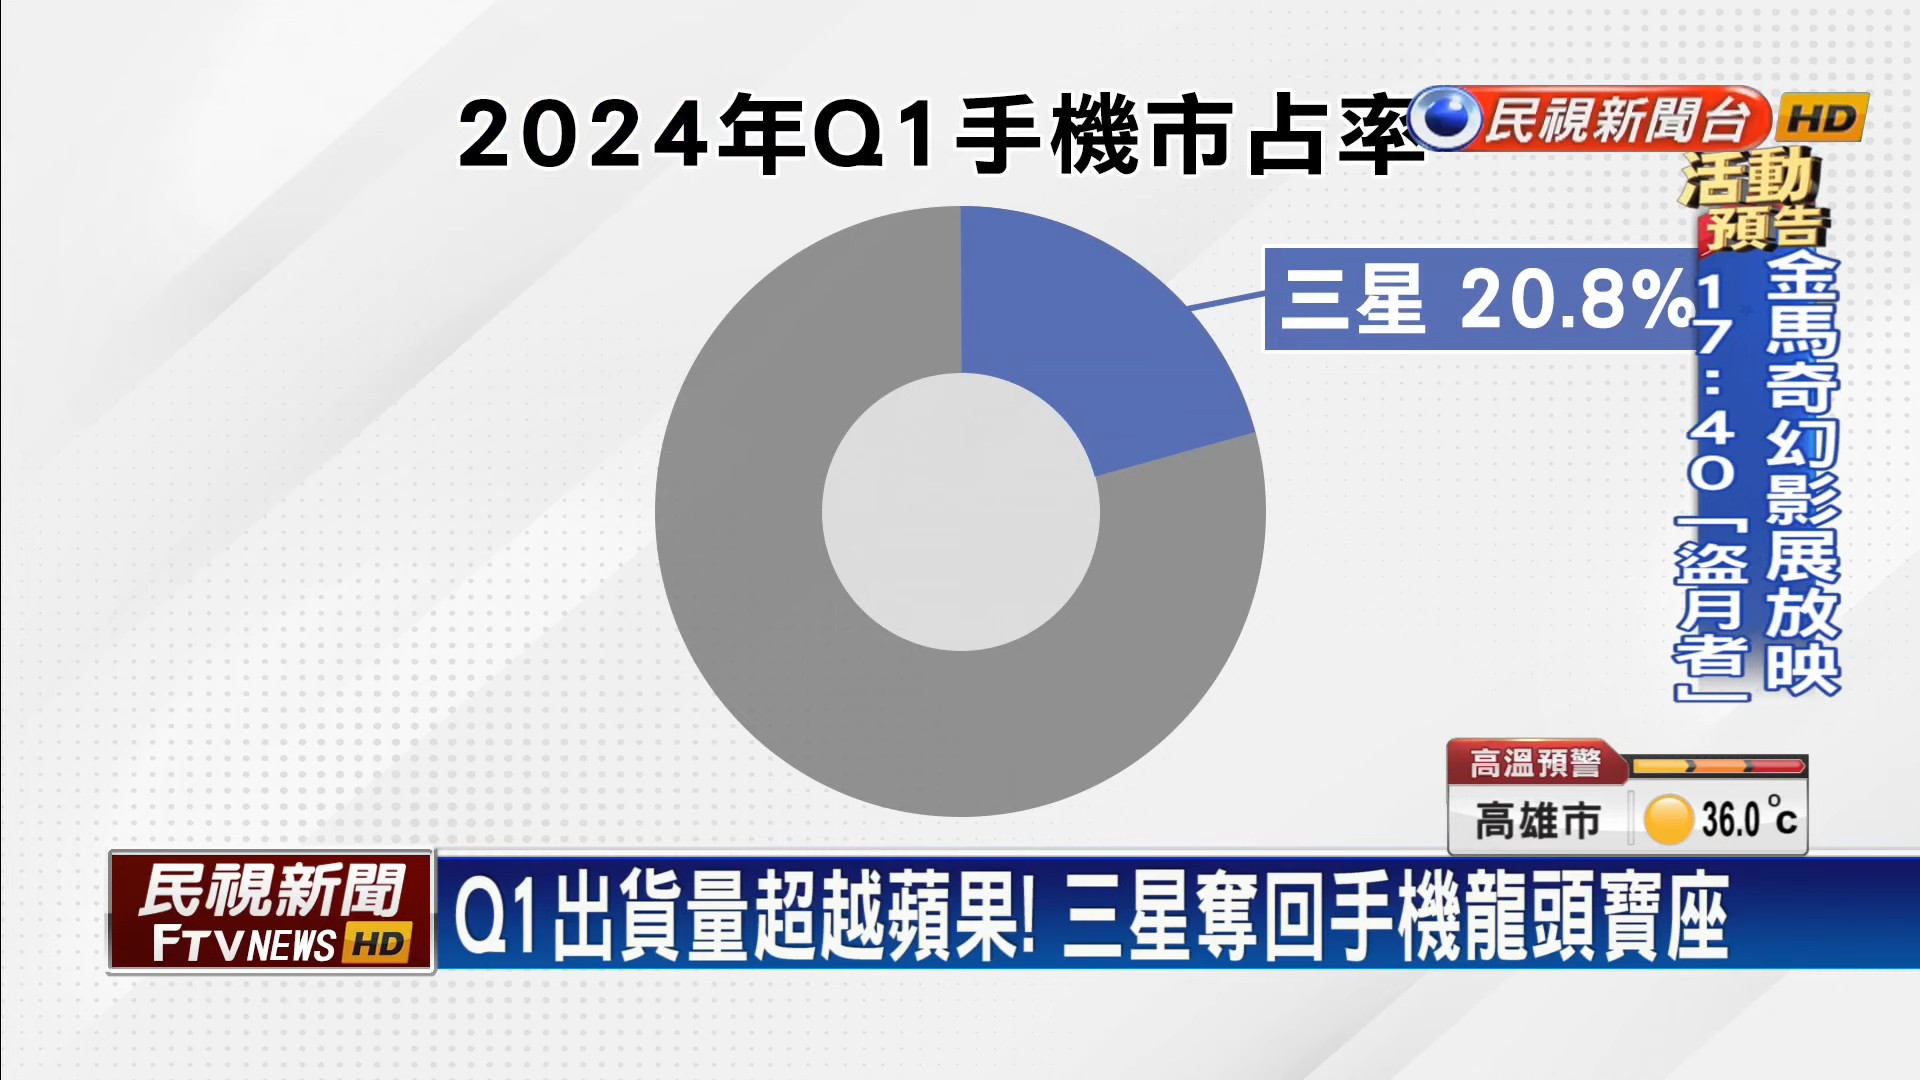 2024年Q1手機市占率
民視新聞台 HD
活動
預告
三星 20.8%
金馬奇幻影展放映
17:40「盜月者」
高溫預警
高雄市 36.0°c
民視新聞
FTVNEWS HD
Q1出貨量超越蘋果! 三星奪回手機龍頭寶座